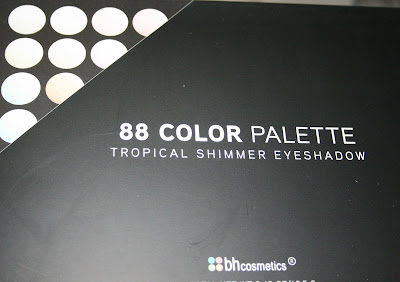 88 COLOR PALETTE
TROPICAL SHIMMER EYESHADOW
bhcosmetics®